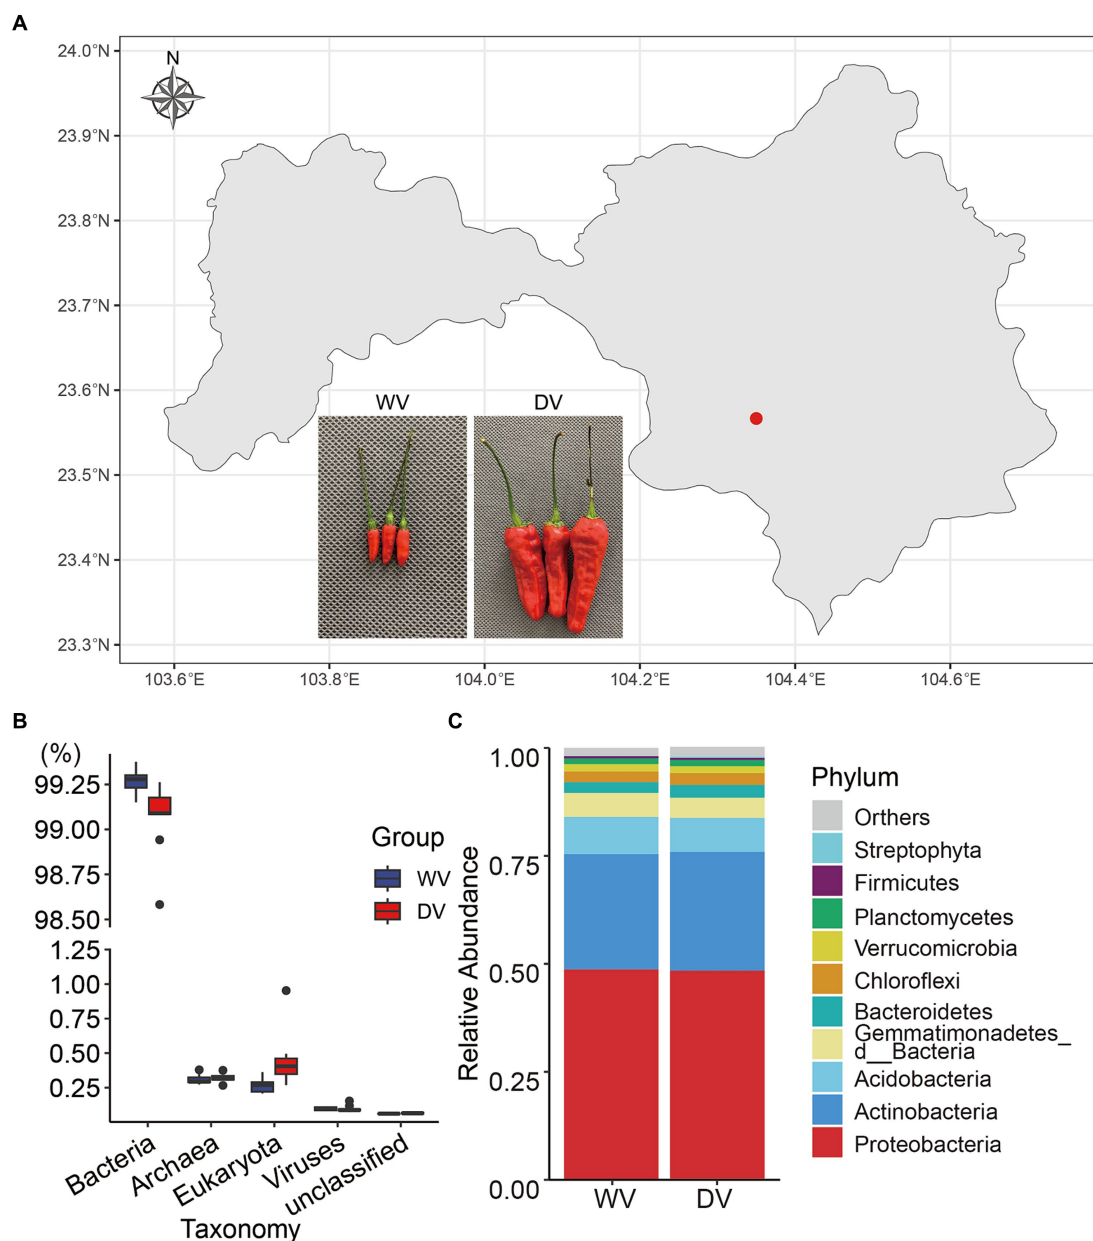 A
N
24.0°N
23.9°N
23.8°N
23.7°N
23.6°N
23.5°N
23.4°N
23.3°N
WV DV
103.6°E 103.8°E 104.0°E 104.2°E 104.4°E 104.6°E
B
(%)
99.25
99.00
98.75
98.50
1.25
1.00
0.75
0.50
0.25
Group
WV
DV
Bacteria
Archaea
Eukaryota
Viruses
unclassified
Taxonomy
C
Relative Abundance
1.00
0.75
0.50
0.25
0.00
WV DV
Phylum
Orthers
Streptophyta
Firmicutes
Planctomycetes
Verrucomicrobia
Chloroflexi
Bacteroidetes
Gemmatimonadetes_
d__Bacteria
Acidobacteria
Actinobacteria
Proteobacteria